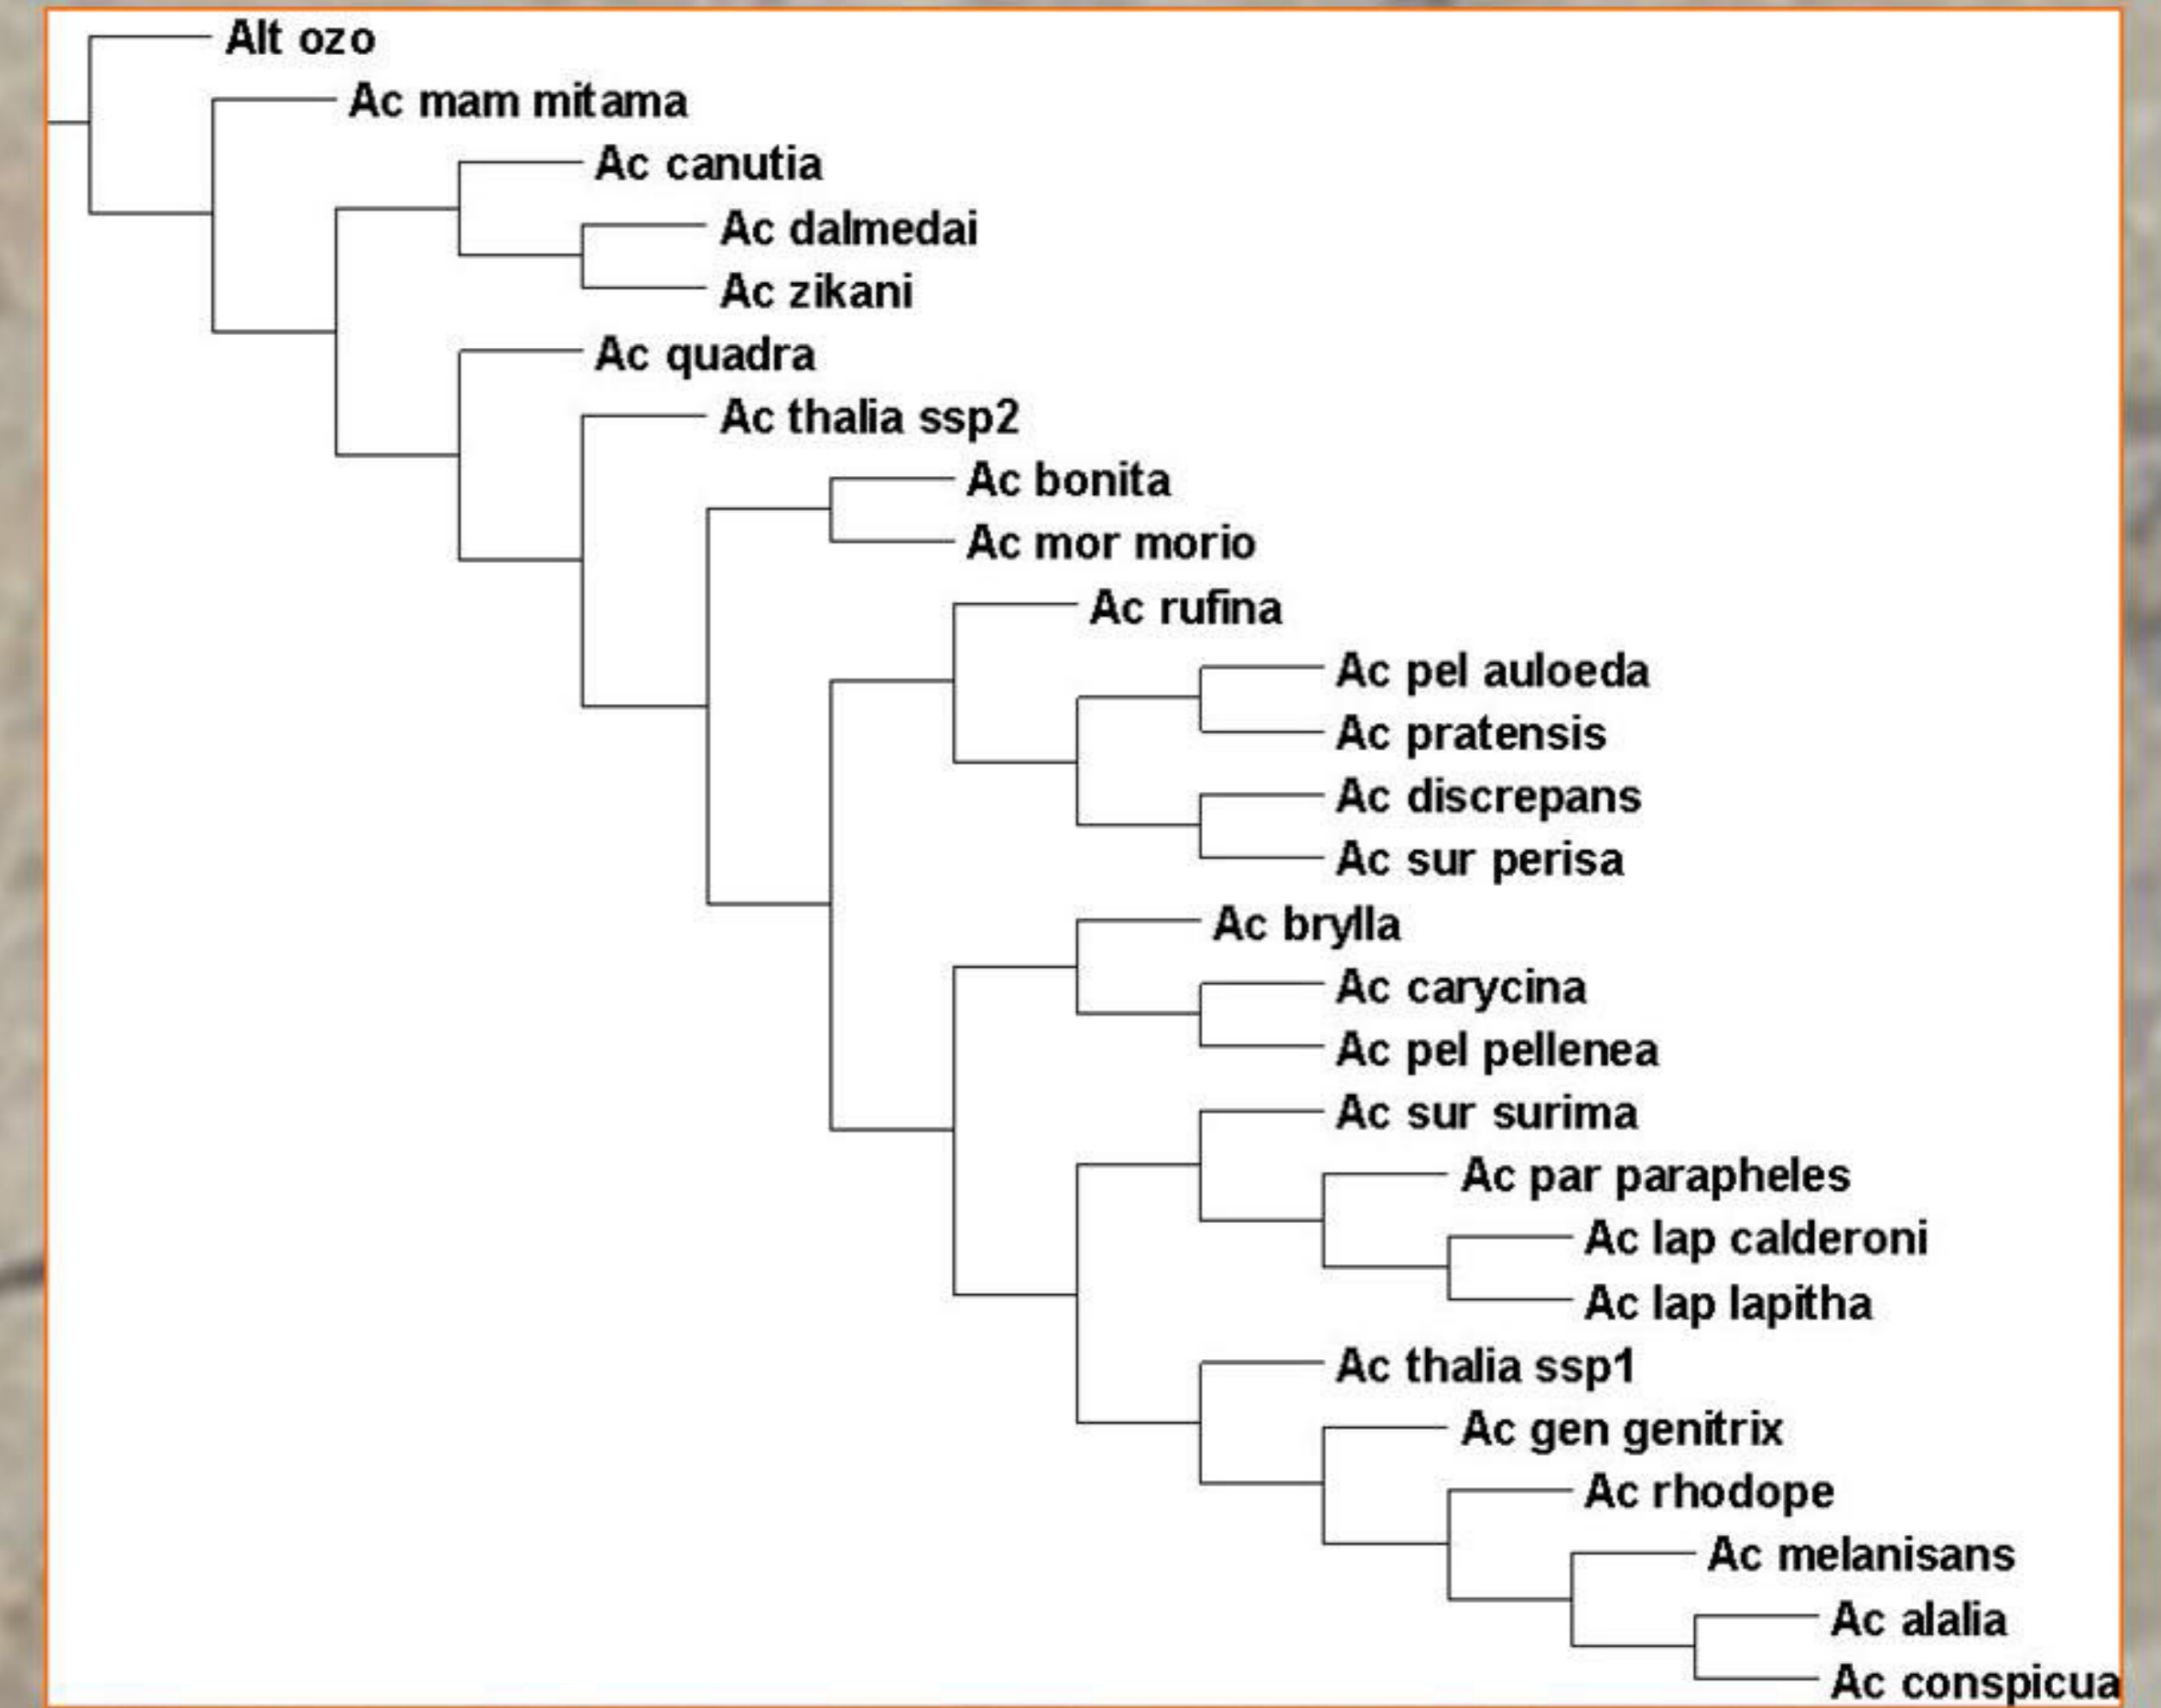 Alt ozo
Ac mam mitama
Ac canutia
Ac dalmedai
Ac zikani
Ac quadra
Ac thalia ssp2
Ac bonita
Ac mor morio
Ac rufina
Ac pel auloeda
Ac pratensis
Ac discrepans
Ac sur perisa
Ac brylla
Ac carycina
Ac pel pellenea
Ac sur surima
Ac par parapheles
Ac lap calderoni
Ac lap lapitha
Ac thalia ssp1
Ac gen genitrix
Ac rhodope
Ac melanisans
Ac alalia
Ac conspicua